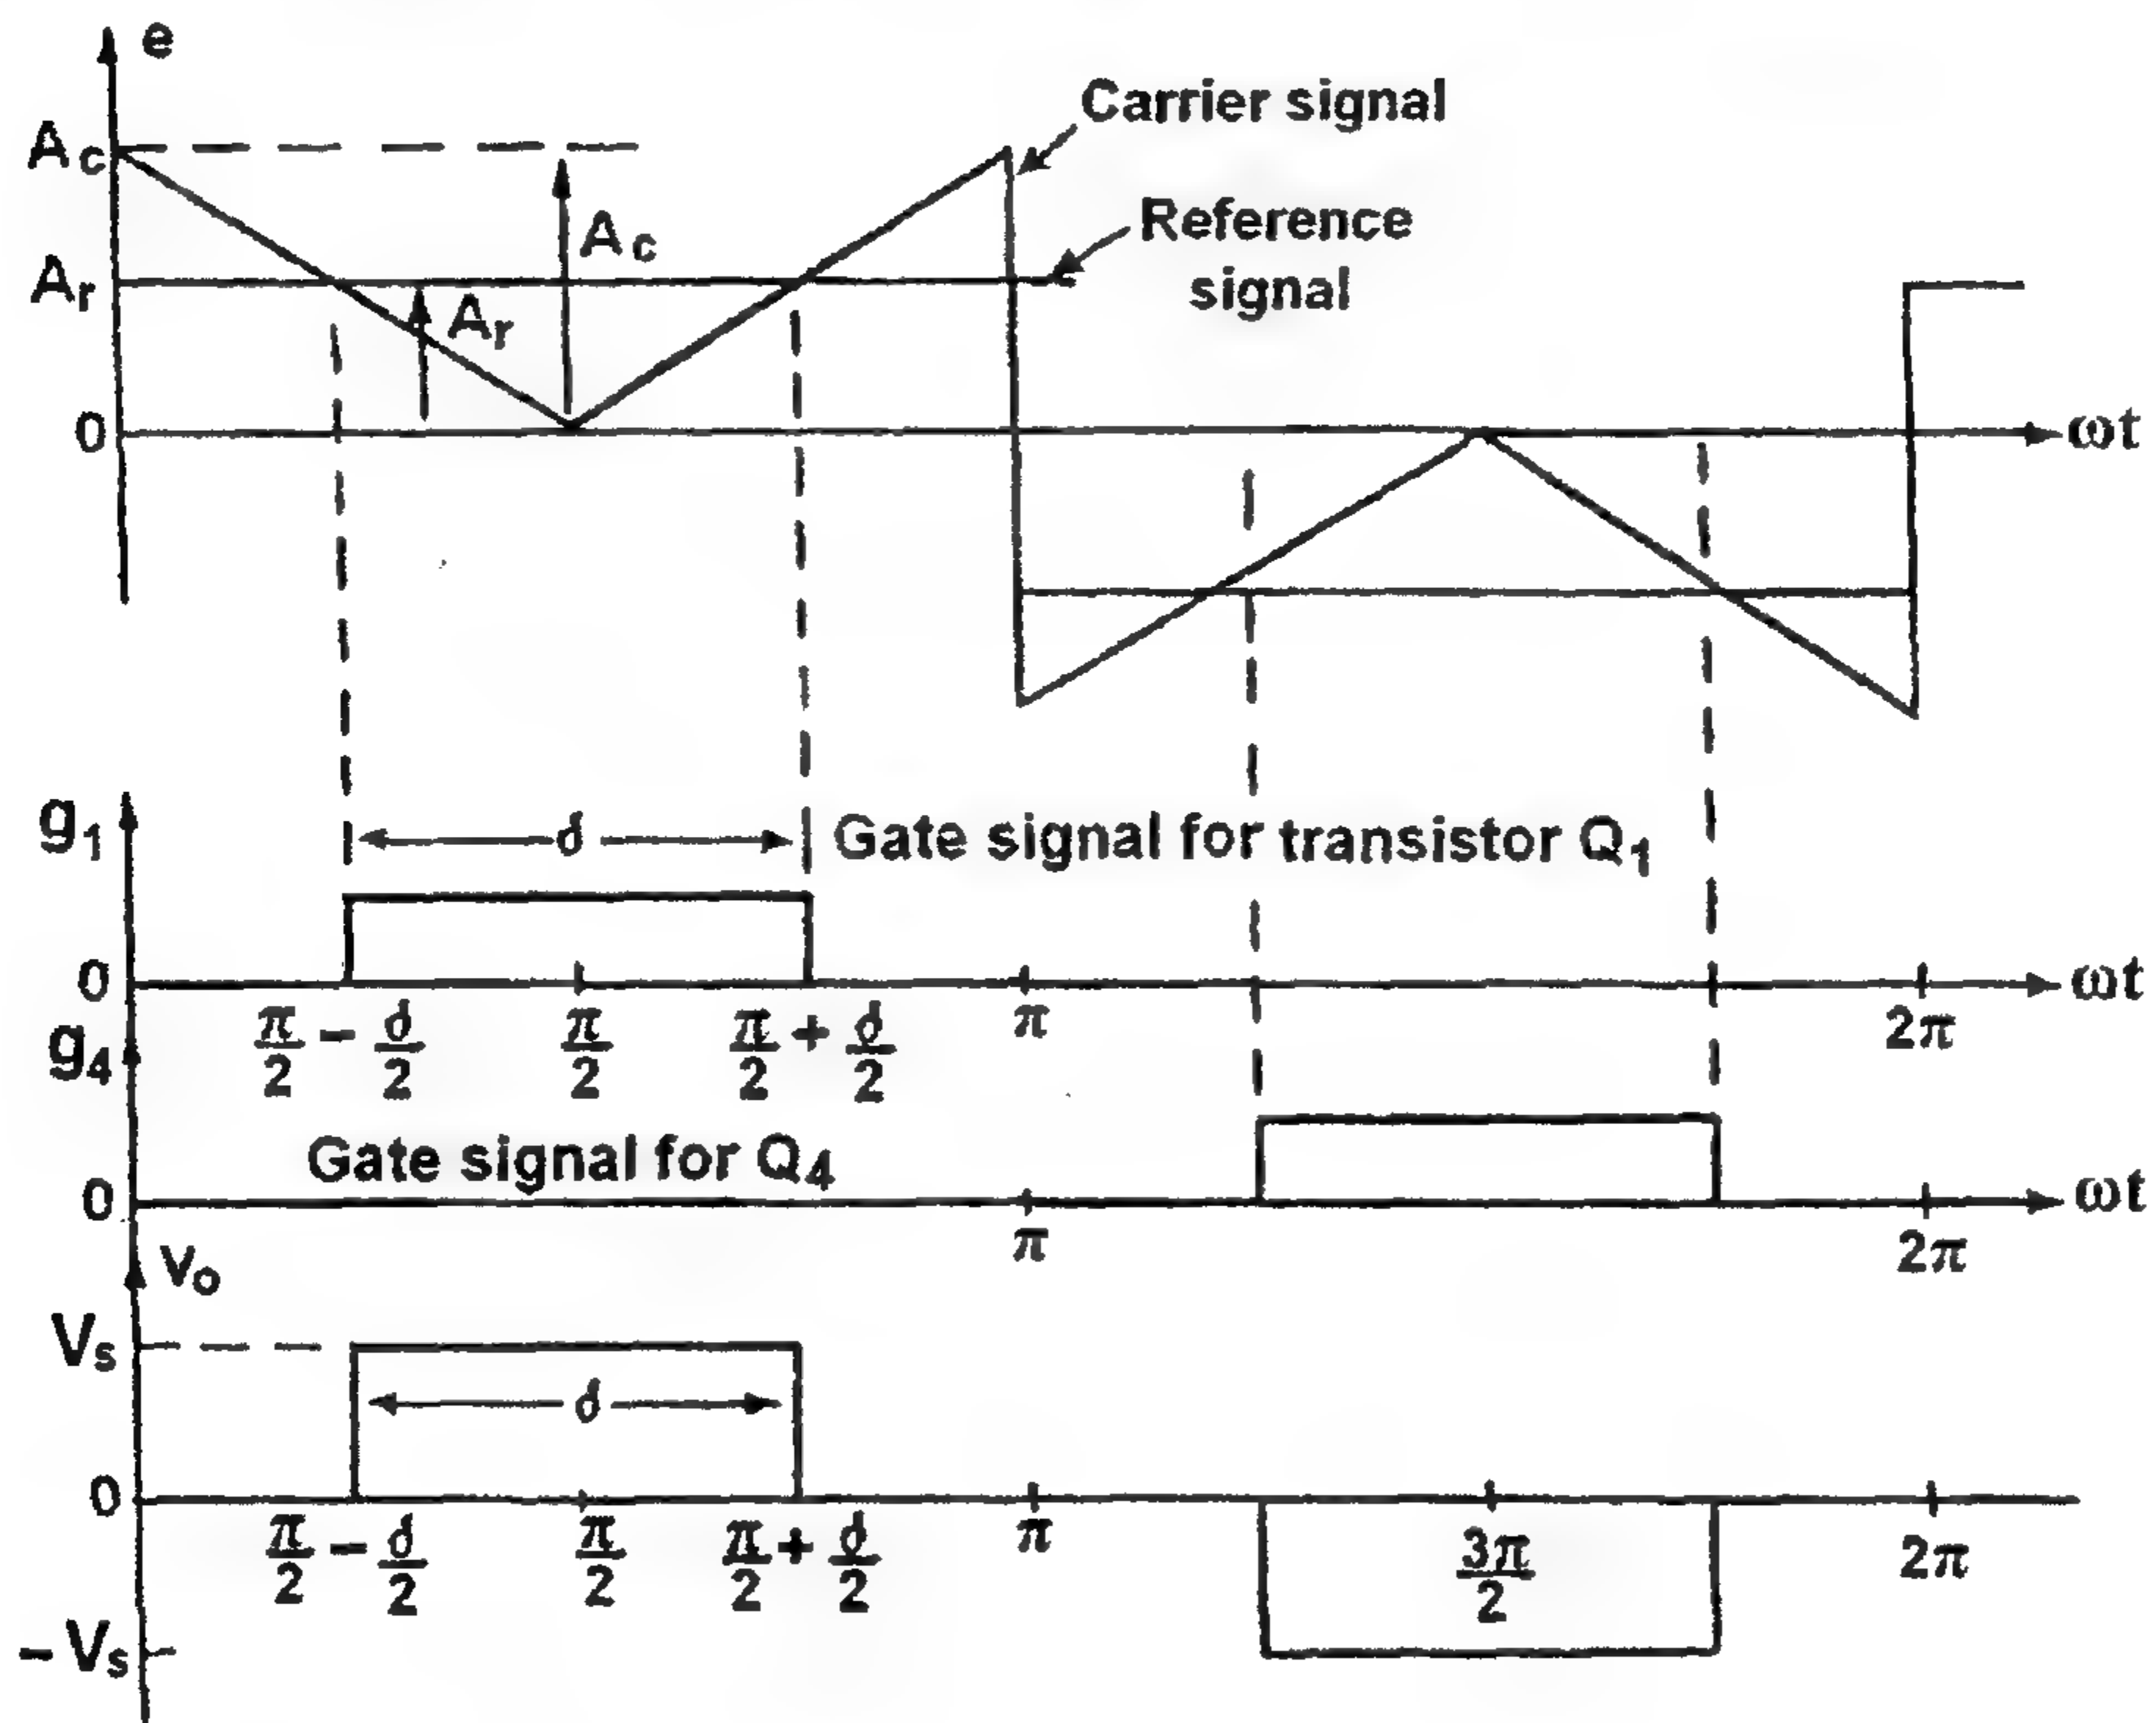 e
Carrier signal
Ac
Ac
Reference
signal
Ar
Ar
0
ωt
g1
d
Gate signal for transistor Q1
0
ωt
π/2 − d/2
π/2
π/2 + d/2
π
2π
g4
Gate signal for Q4
0
ωt
π
2π
vo
Vs
d
0
π/2 − d/2
π/2
π/2 + d/2
π
3π/2
2π
− Vs